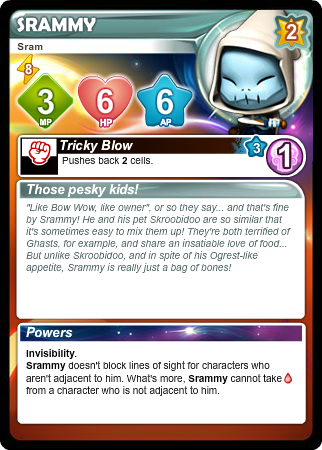 SRAMMY
2
Sram
8
3
MP
6
HP
6
AP
Tricky Blow
3
1
Pushes back 2 cells.
Those pesky kids!
"Like Bow Wow, like owner", or so they say... and that's fine
by Srammy! He and his pet Skroobidoo are so similar that
it's sometimes easy to mix them up! They're both terrified of
Ghasts, for example, and share an insatiable love of food...
But unlike Skroobidoo, and in spite of his Ogrest-like
appetite, Srammy is really just a bag of bones!
Powers
Invisibility.
Srammy doesn't block lines of sight for characters who
aren't adjacent to him. What's more, Srammy cannot take
from a character who is not adjacent to him.